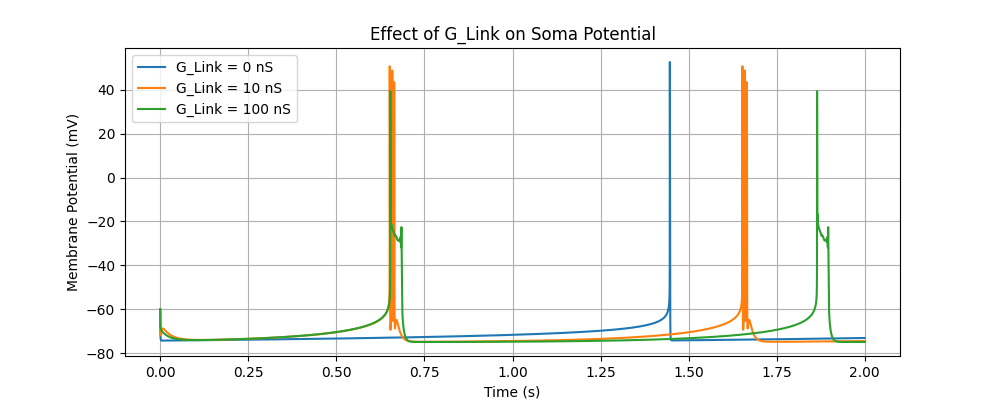 Effect of G_Link on Soma Potential
G_Link = 0 nS
G_Link = 10 nS
G_Link = 100 nS
Membrane Potential (mV)
40
20
0
−20
−40
−60
−80
0.00 0.25 0.50 0.75 1.00 1.25 1.50 1.75 2.00
Time (s)